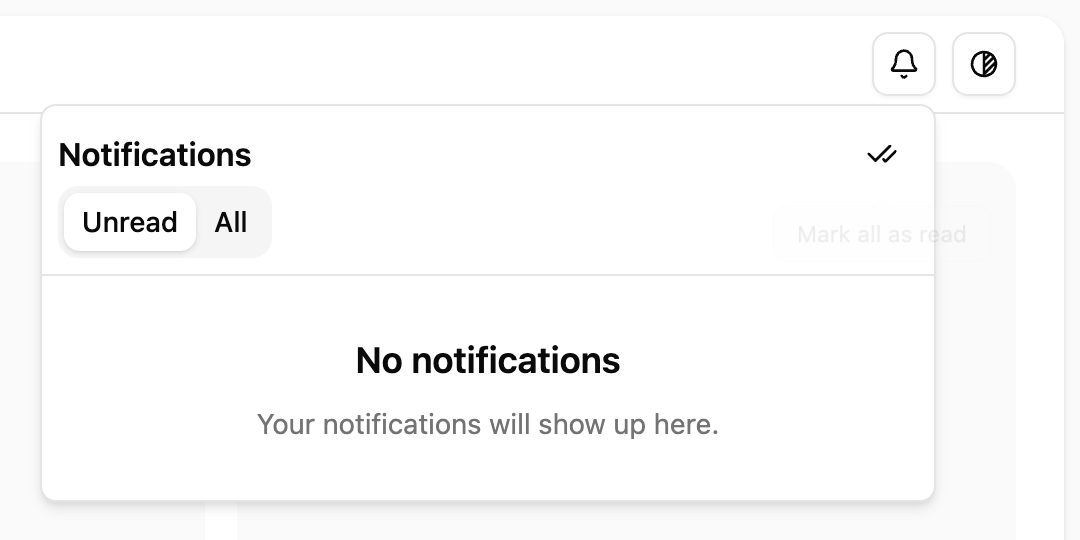 Notifications
Unread All
Mark all as read
No notifications
Your notifications will show up here.